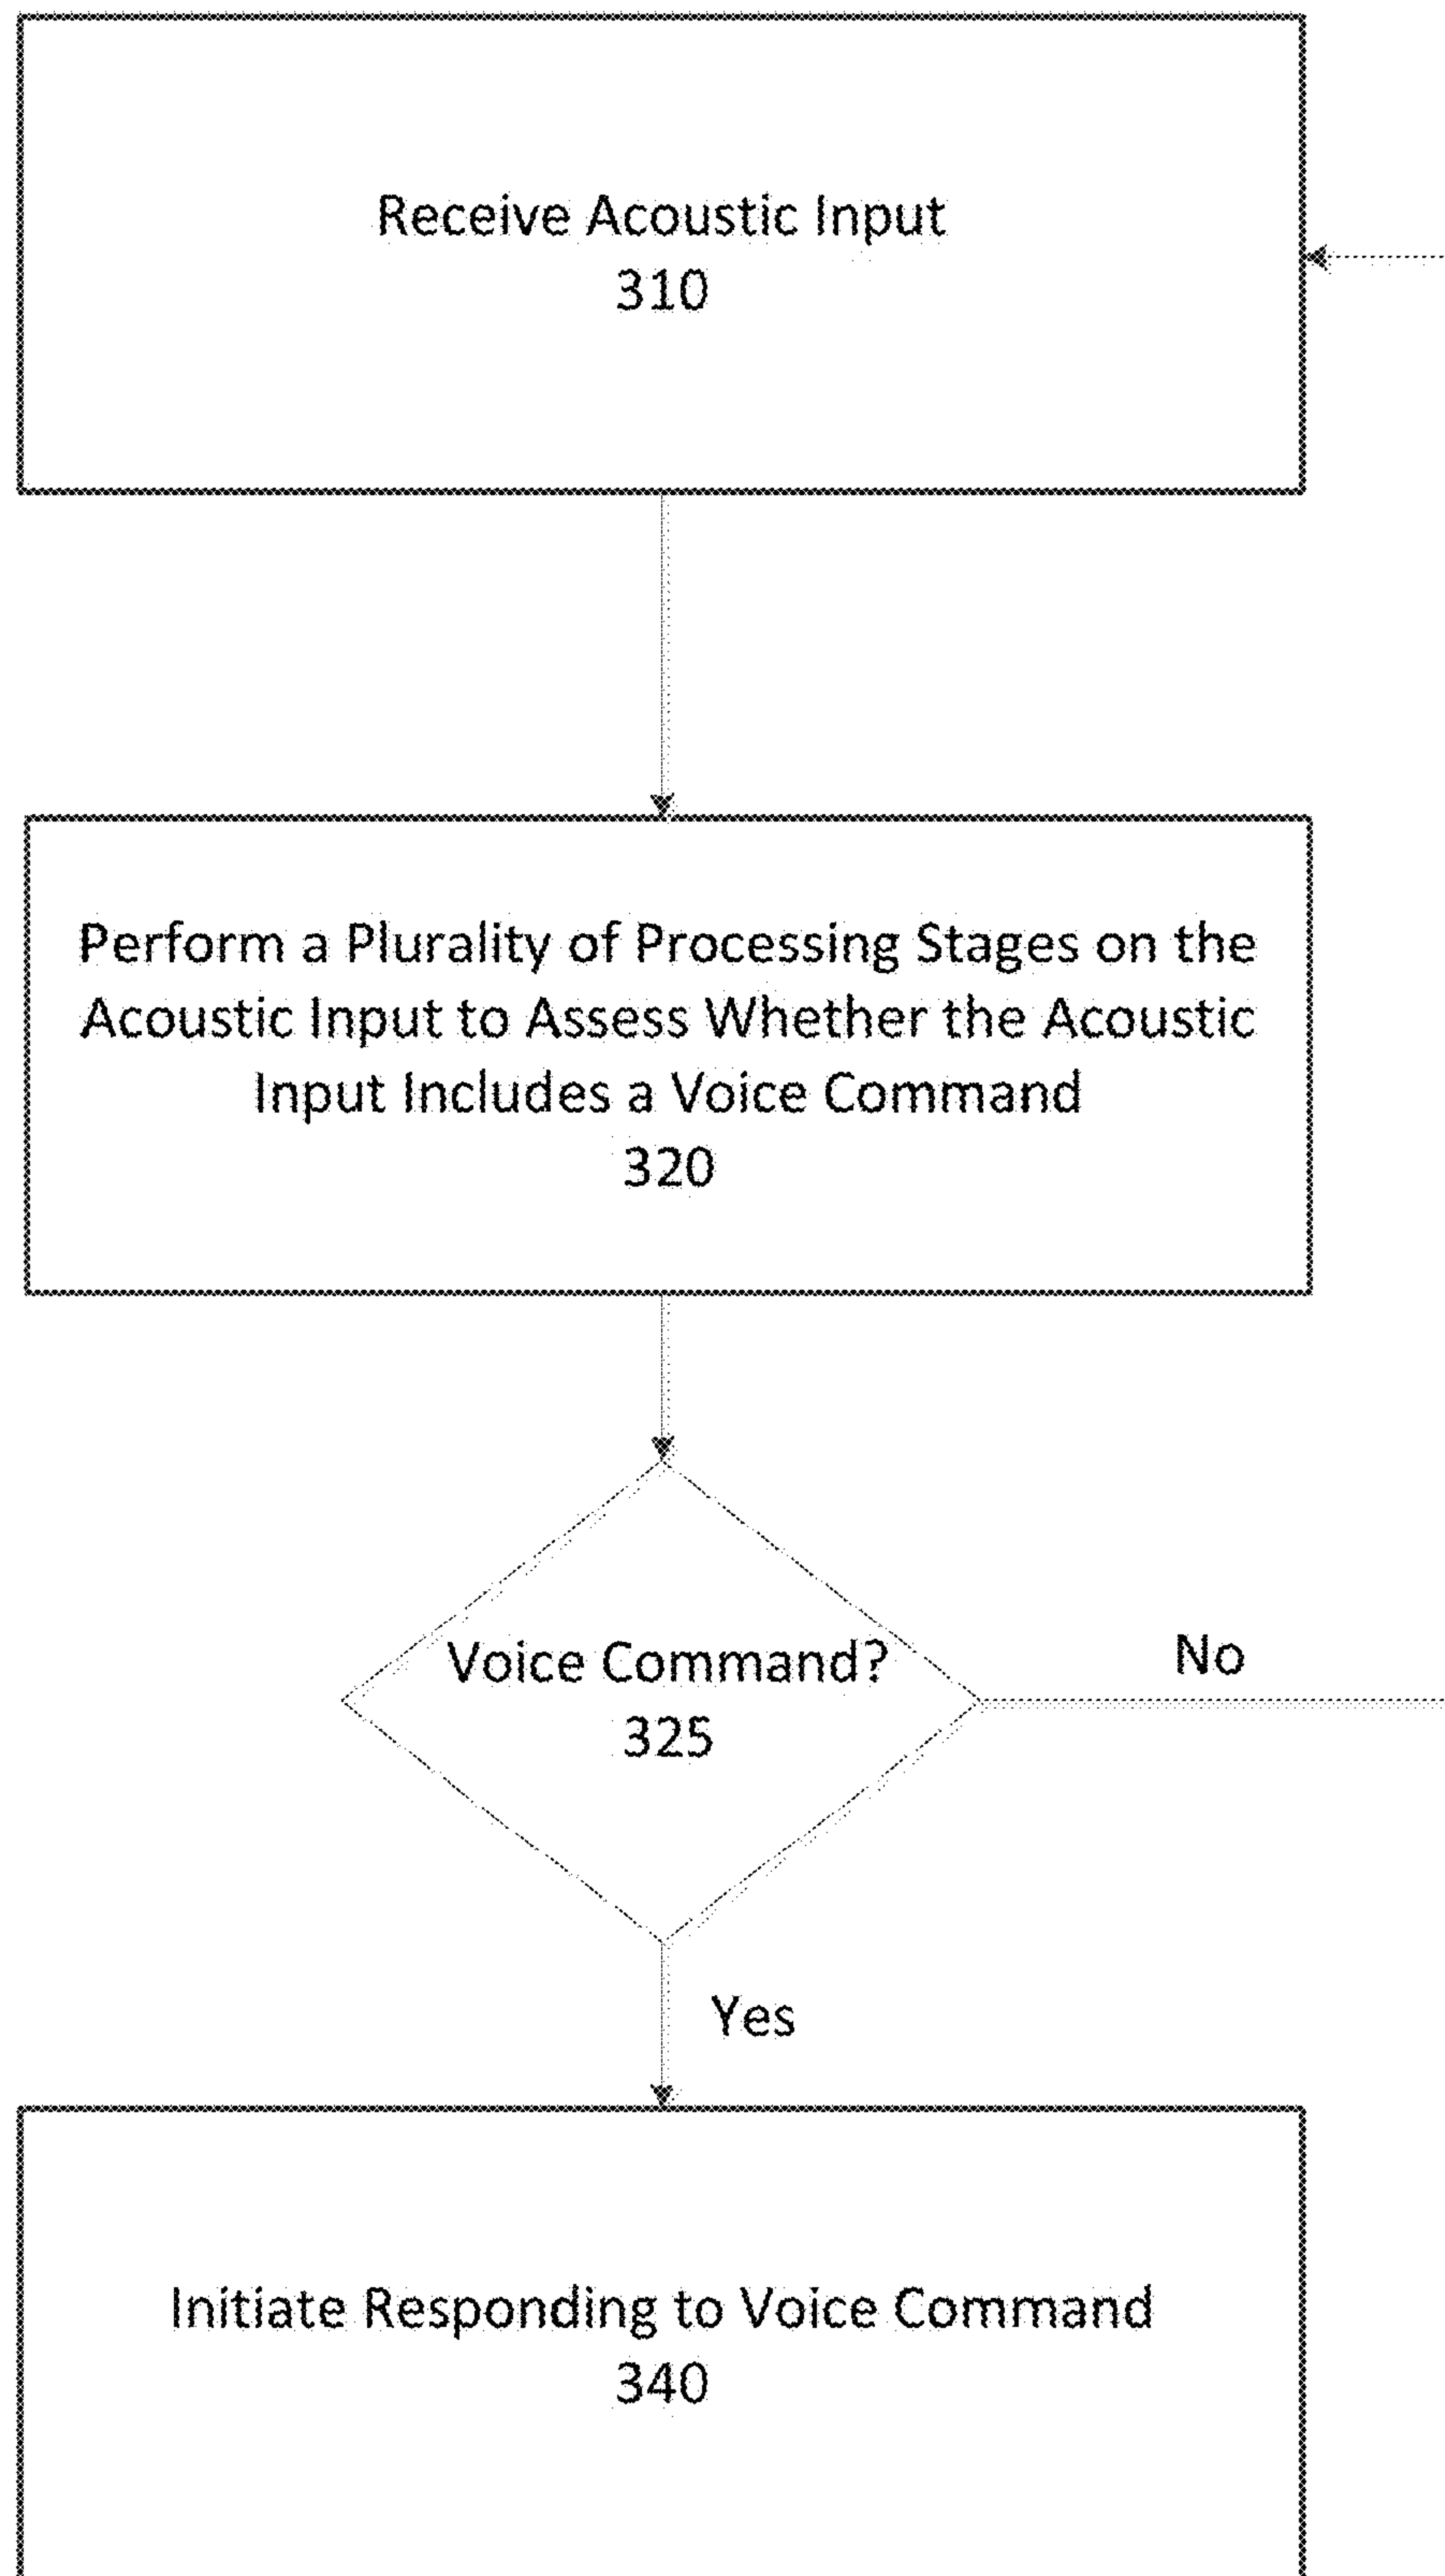 Receive Acoustic Input
310
Perform a Plurality of Processing Stages on the
Acoustic Input to Assess Whether the Acoustic
Input Includes a Voice Command
320
Voice Command?
325
No
Yes
Initiate Responding to Voice Command
340